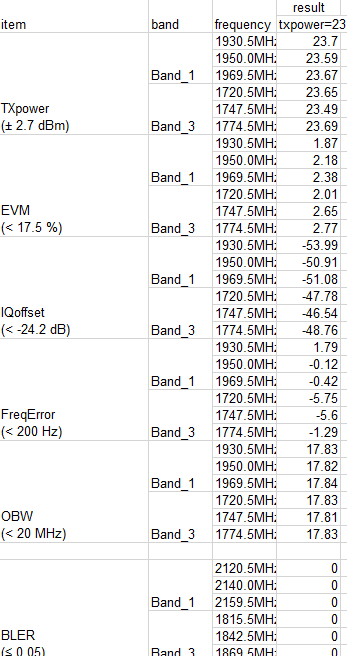 result
item band frequency txpower=23
1930.5MHz 23.7
1950.0MHz 23.59
Band_1 1969.5MHz 23.67
1720.5MHz 23.65
TXpower 1747.5MHz 23.49
(± 2.7 dBm) Band_3 1774.5MHz 23.69
1930.5MHz 1.87
1950.0MHz 2.18
Band_1 1969.5MHz 2.38
1720.5MHz 2.01
EVM 1747.5MHz 2.65
(< 17.5 %) Band_3 1774.5MHz 2.77
1930.5MHz -53.99
1950.0MHz -50.91
Band_1 1969.5MHz -51.08
1720.5MHz -47.78
IQoffset 1747.5MHz -46.54
(< -24.2 dB) Band_3 1774.5MHz -48.76
1930.5MHz 1.79
1950.0MHz -0.12
Band_1 1969.5MHz -0.42
1720.5MHz -5.75
FreqError 1747.5MHz -5.6
(< 200 Hz) Band_3 1774.5MHz -1.29
1930.5MHz 17.83
1950.0MHz 17.82
Band_1 1969.5MHz 17.84
1720.5MHz 17.83
OBW 1747.5MHz 17.81
(< 20 MHz) Band_3 1774.5MHz 17.83
2120.5MHz 0
2140.0MHz 0
Band_1 2159.5MHz 0
1815.5MHz 0
BLER 1842.5MHz 0
(≤ 0.05) Band_3 1869.5MHz 0